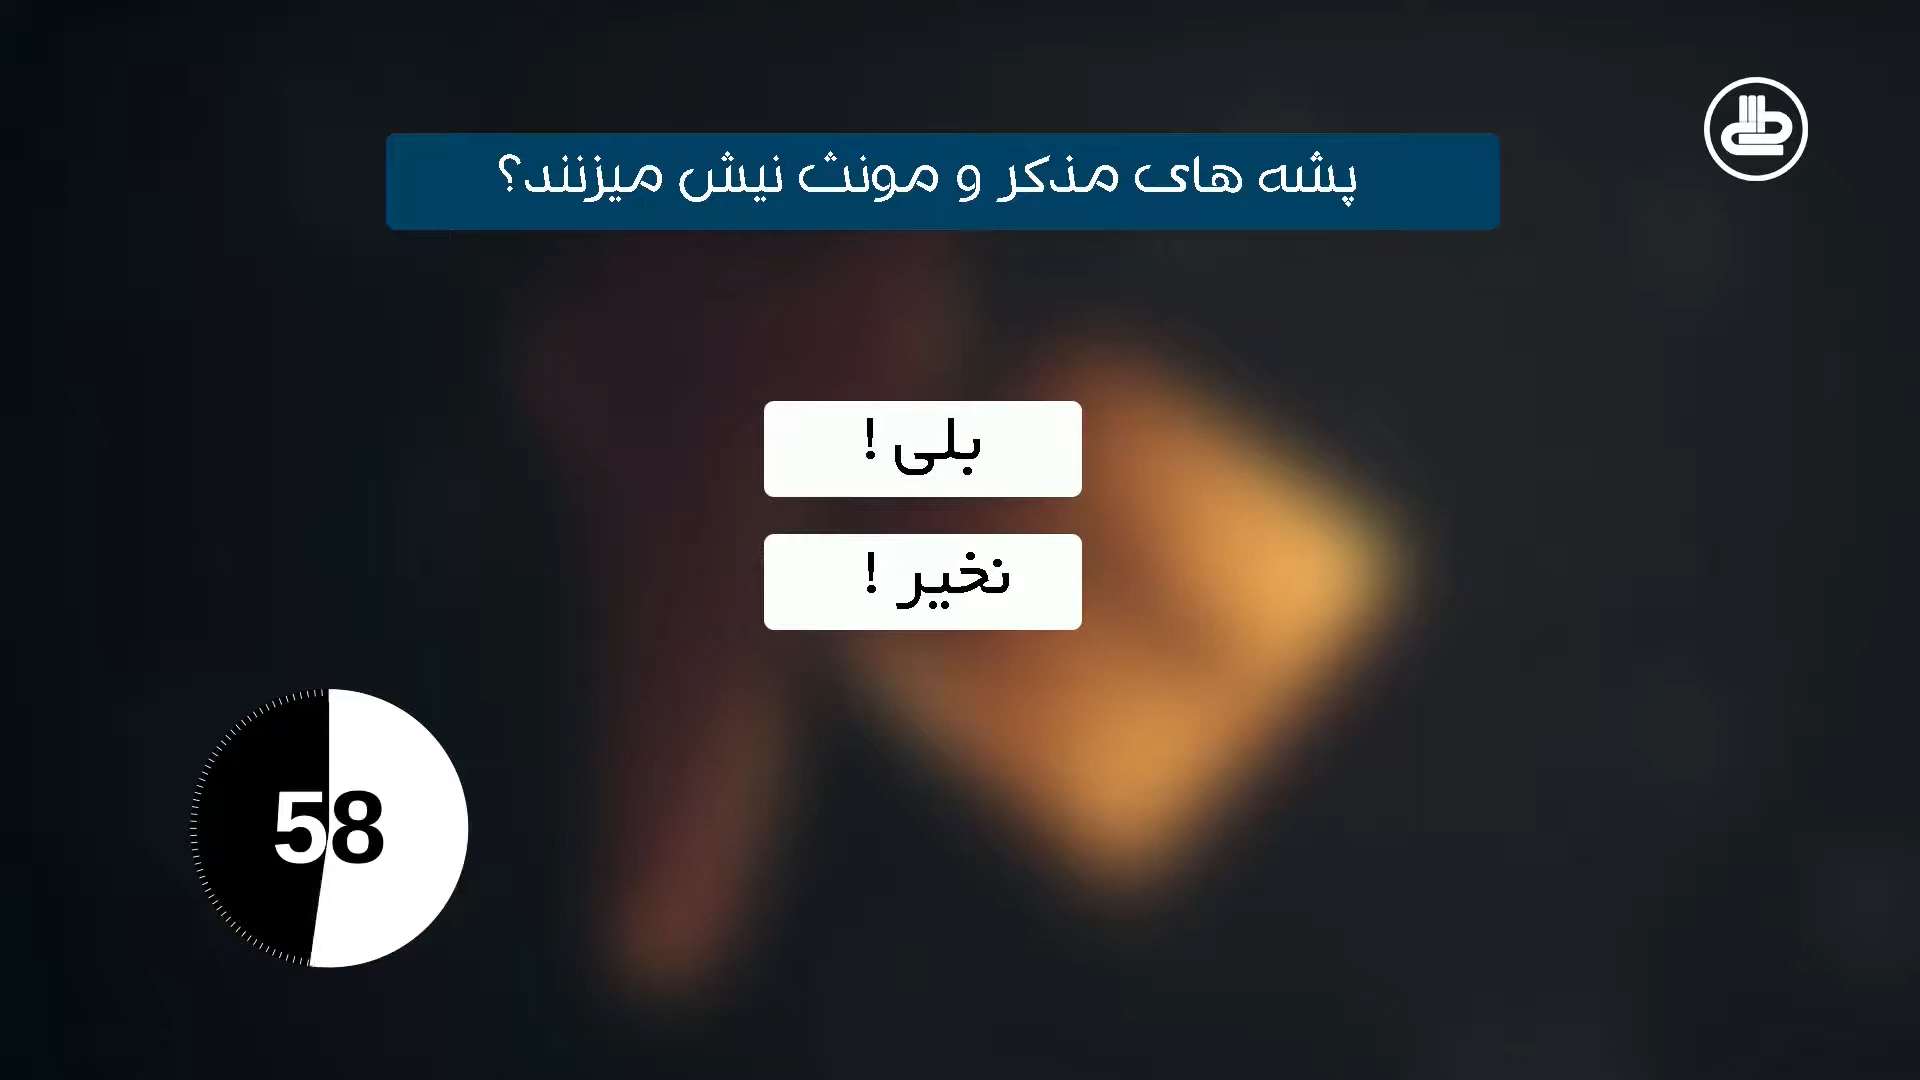 پشه های مذکر و مونث نیش میزنند؟
بلی !
نخیر !
58